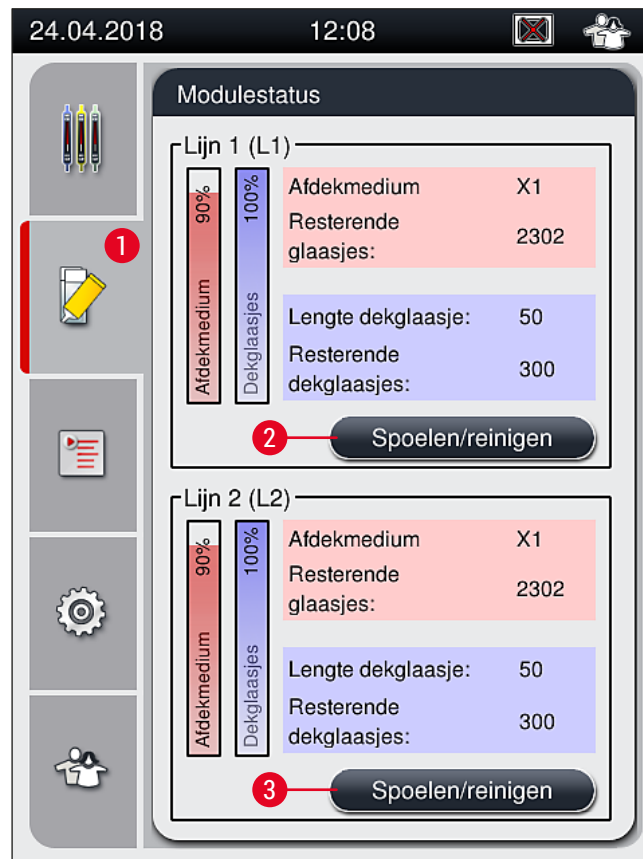 24.04.2018 12:08
Modulestatus
1
Lijn 1 (L1)
90%
Afdekmedium
100%
Dekglaasjes
Afdekmedium X1
Resterende
glaasjes: 2302
Lengte dekglaasje: 50
Resterende
dekglaasjes: 300
2 Spoelen/reinigen
Lijn 2 (L2)
90%
Afdekmedium
100%
Dekglaasjes
Afdekmedium X1
Resterende
glaasjes: 2302
Lengte dekglaasje: 50
Resterende
dekglaasjes: 300
3 Spoelen/reinigen